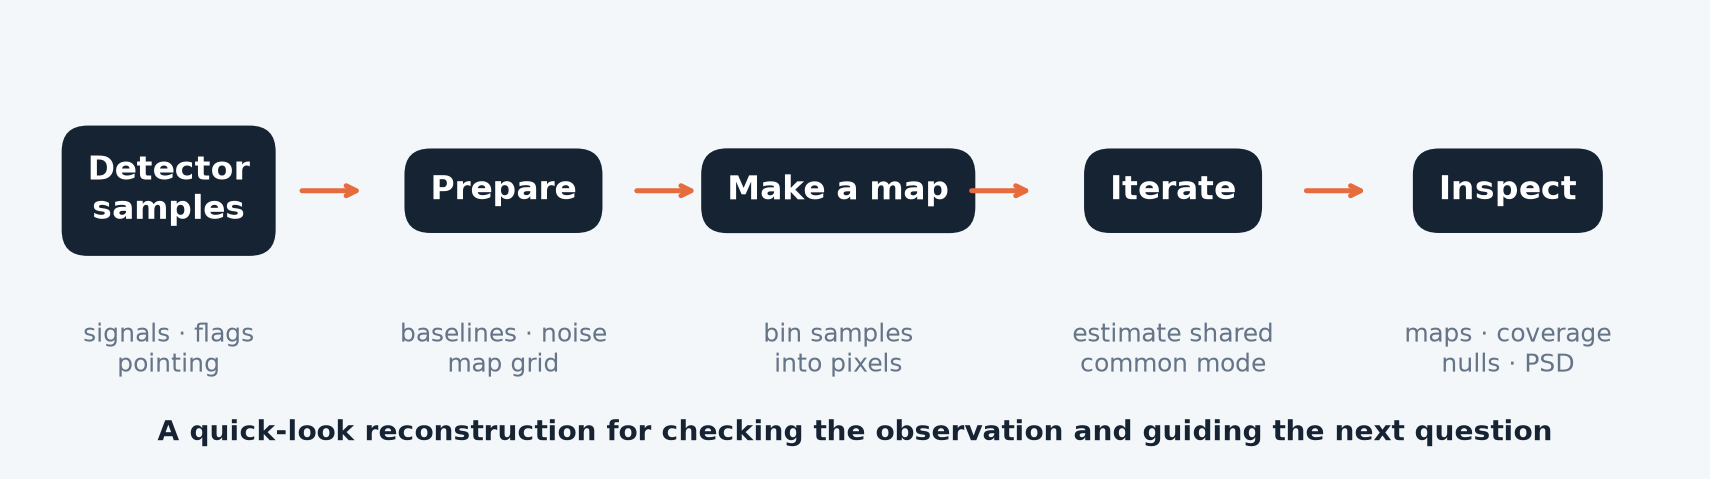 Detector
samples
Prepare
Make a map
Iterate
Inspect
signals · flags
pointing
baselines · noise
map grid
bin samples
into pixels
estimate shared
common mode
maps · coverage
nulls · PSD
A quick-look reconstruction for checking the observation and guiding the next question